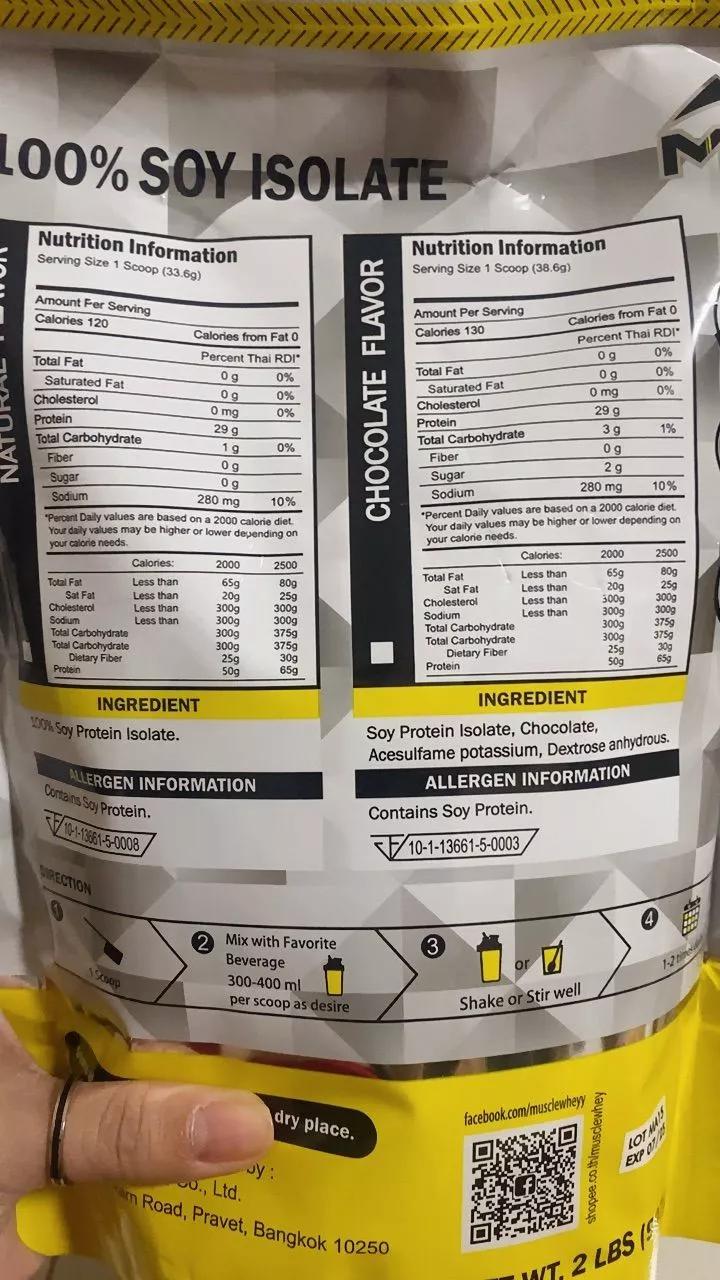 100% SOY ISOLATE
NATURAL FLAVOR
Nutrition Information
Serving Size 1 Scoop (33.6g)
Amount Per Serving
Calories 120
Calories from Fat 0
Percent Thai RDI*
Total Fat 0 g 0%
Saturated Fat 0 g 0%
Cholesterol 0 mg 0%
Protein 29 g
Total Carbohydrate 1 g 0%
Fiber 0 g
Sugar 0 g
Sodium 280 mg 10%
*Percent Daily values are based on a 2000 calorie diet.
Your daily values may be higher or lower depending on
your calorie needs.
Calories: 2000 2500
Total Fat Less than 65g 80g
Sat Fat Less than 20g 25g
Cholesterol Less than 300g 300g
Sodium Less than 300g 300g
Total Carbohydrate 300g 375g
Total Carbohydrate 300g 375g
Dietary Fiber 25g 30g
Protein 50g 65g
INGREDIENT
100% Soy Protein Isolate.
ALLERGEN INFORMATION
Contains Soy Protein.
10-1-13661-5-0008
CHOCOLATE FLAVOR
Nutrition Information
Serving Size 1 Scoop (38.6g)
Amount Per Serving
Calories 130
Calories from Fat 0
Percent Thai RDI*
Total Fat 0 g 0%
Saturated Fat 0 g 0%
Cholesterol 0 mg 0%
Protein 29 g
Total Carbohydrate 3 g 1%
Fiber 0 g
Sugar 2 g
Sodium 280 mg 10%
*Percent Daily values are based on a 2000 calorie diet.
Your daily values may be higher or lower depending on
your calorie needs.
Calories: 2000 2500
Total Fat Less than 65g 80g
Sat Fat Less than 20g 25g
Cholesterol Less than 300g 300g
Sodium Less than 300g 300g
Total Carbohydrate 300g 375g
Total Carbohydrate 300g 375g
Dietary Fiber 25g 30g
Protein 50g 65g
INGREDIENT
Soy Protein Isolate, Chocolate,
Acesulfame potassium, Dextrose anhydrous.
ALLERGEN INFORMATION
Contains Soy Protein.
10-1-13661-5-0003
DIRECTION
1
1 Scoop
2 Mix with Favorite
Beverage
300-400 ml
per scoop as desire
3
or
Shake or Stir well
4
1-2
dry place.
by :
Co., Ltd.
Road, Pravet, Bangkok 10250
facebook.com/musclewheyy
shopee.co.th/musclewhey
LOT
EXP 07/
WT. 2 LBS